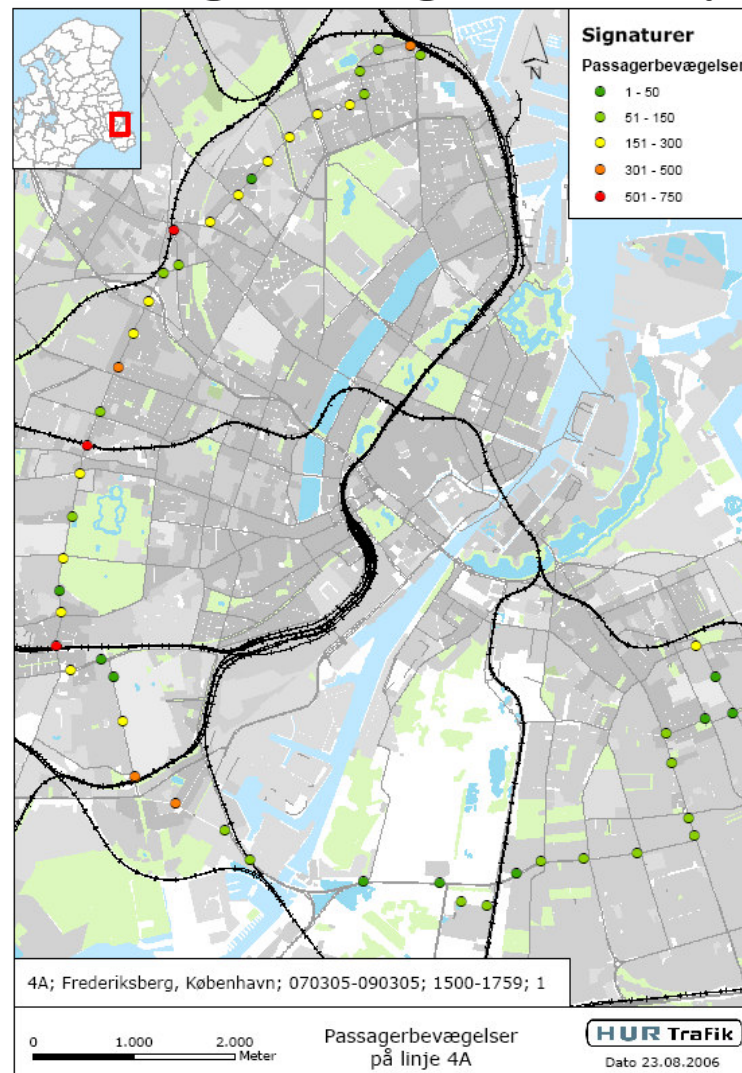 N
Signaturer
Passagerbevægelser
1 - 50
51 - 150
151 - 300
301 - 500
501 - 750
4A; Frederiksberg, København; 070305-090305; 1500-1759; 1
0 1.000 2.000
Meter
Passagerbevægelser
på linje 4A
HUR Trafik
Dato 23.08.2006